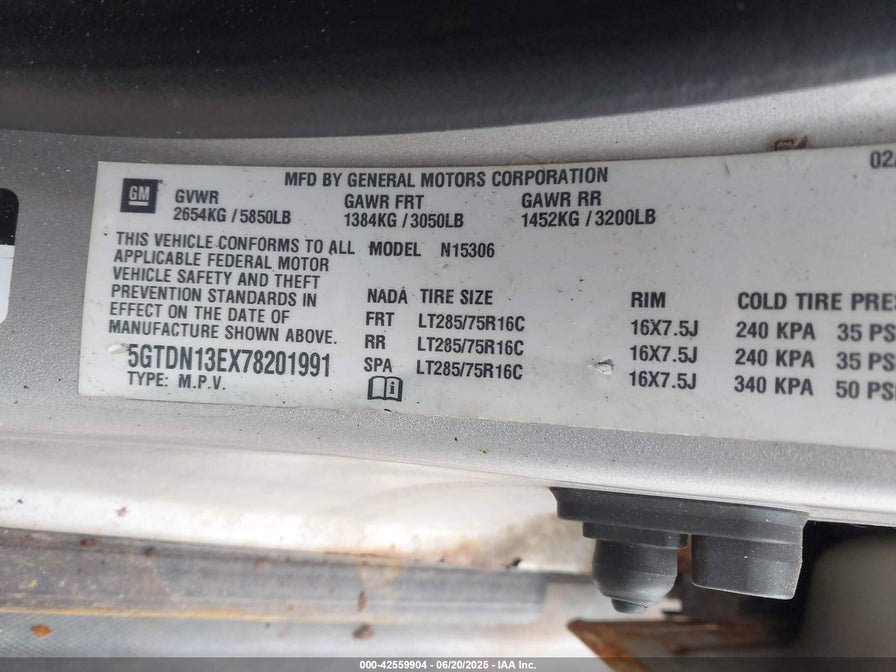 02/
GM
MFD BY GENERAL MOTORS CORPORATION
GVWR GAWR FRT GAWR RR
2654KG / 5850LB 1384KG / 3050LB 1452KG / 3200LB
THIS VEHICLE CONFORMS TO ALL
APPLICABLE FEDERAL MOTOR
VEHICLE SAFETY AND THEFT
PREVENTION STANDARDS IN
EFFECT ON THE DATE OF
MANUFACTURE SHOWN ABOVE.
5GTDN13EX78201991
TYPE: M.P.V.
MODEL N15306
NADA TIRE SIZE RIM COLD TIRE PRE
FRT LT285/75R16C 16X7.5J 240 KPA 35 PS
RR LT285/75R16C 16X7.5J 240 KPA 35 PS
SPA LT285/75R16C 16X7.5J 340 KPA 50 PS
000-42559904 / 06/20/2025 - IAA Inc.